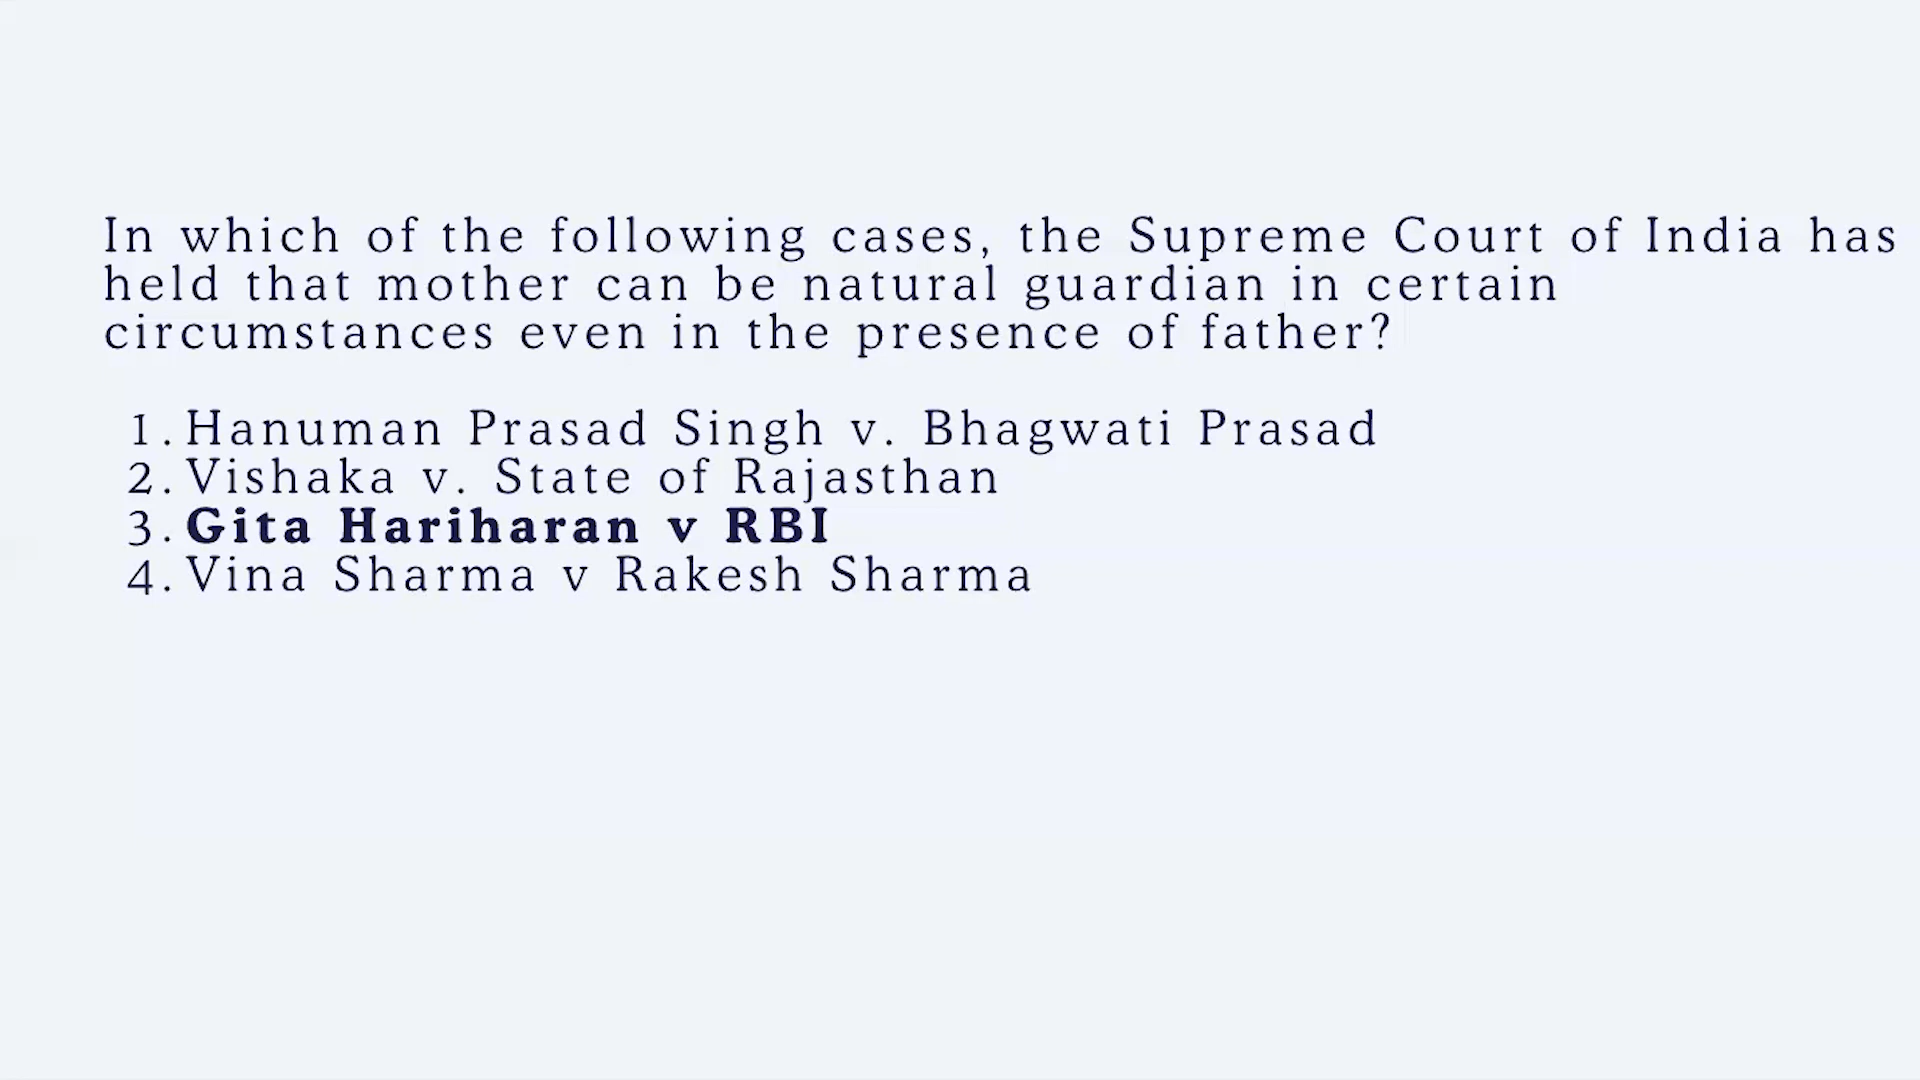 In which of the following cases, the Supreme Court of India has
held that mother can be natural guardian in certain
circumstances even in the presence of father?
1. Hanuman Prasad Singh v. Bhagwati Prasad
2. Vishaka v. State of Rajasthan
3. Gita Hariharan v RBI
4. Vina Sharma v Rakesh Sharma